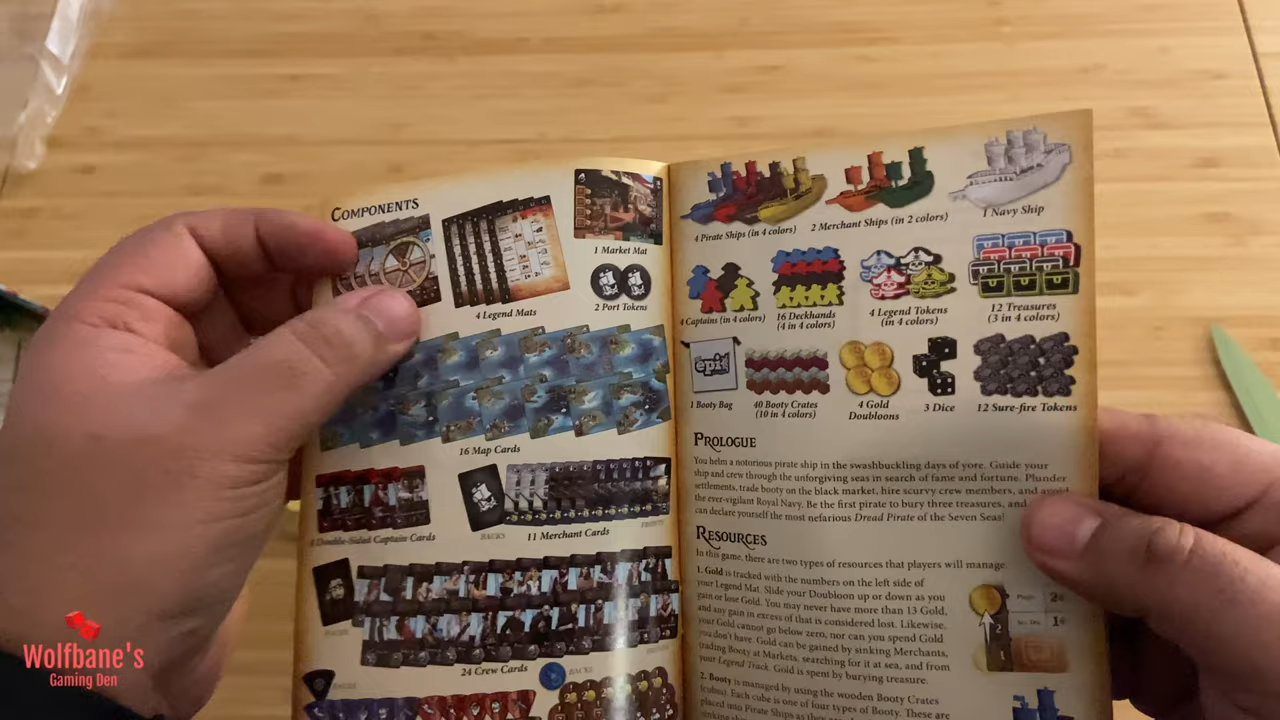 COMPONENTS
1 Market Mat
4 Legend Mats
2 Port Tokens
16 Map Cards
Double-Sided Captain Cards
BACKS
11 Merchant Cards
FRONTS
BACKS
24 Crew Cards
BACKS
BACKS
4 Pirate Ships (in 4 colors)
2 Merchant Ships (in 2 colors)
1 Navy Ship
4 Captains (in 4 colors)
16 Deckhands
(4 in 4 colors)
4 Legend Tokens
(in 4 colors)
12 Treasures
(3 in 4 colors)
epic
1 Booty Bag
40 Booty Crates
(10 in 4 colors)
4 Gold
Doubloons
3 Dice
12 Sure-fire Tokens
PROLOGUE
You helm a notorious pirate ship in the swashbuckling days of yore. Guide your
ship and crew through the unforgiving seas in search of fame and fortune. Plunder
settlements, trade booty on the black market, hire scurvy crew members, and avoid
the ever-vigilant Royal Navy. Be the first pirate to bury three treasures, and
can declare yourself the most nefarious Dread Pirate of the Seven Seas!
RESOURCES
In this game, there are two types of resources that players will manage.
1. Gold is tracked with the numbers on the left side of
your Legend Mat. Slide your Doubloon up or down as you
gain or lose Gold. You may never have more than 13 Gold,
and any gain in excess of that is considered lost. Likewise,
your Gold cannot go below zero, nor can you spend Gold
you don't have. Gold can be gained by sinking Merchants,
trading Booty at Markets, searching for it at sea, and from
your Legend Track. Gold is spent by burying treasure.
2
2. Booty is managed by using the wooden Booty Crates
(cubes). Each cube is one of four types of Booty. These are
placed into Pirate Ships as they
Wolfbane's
Gaming Den